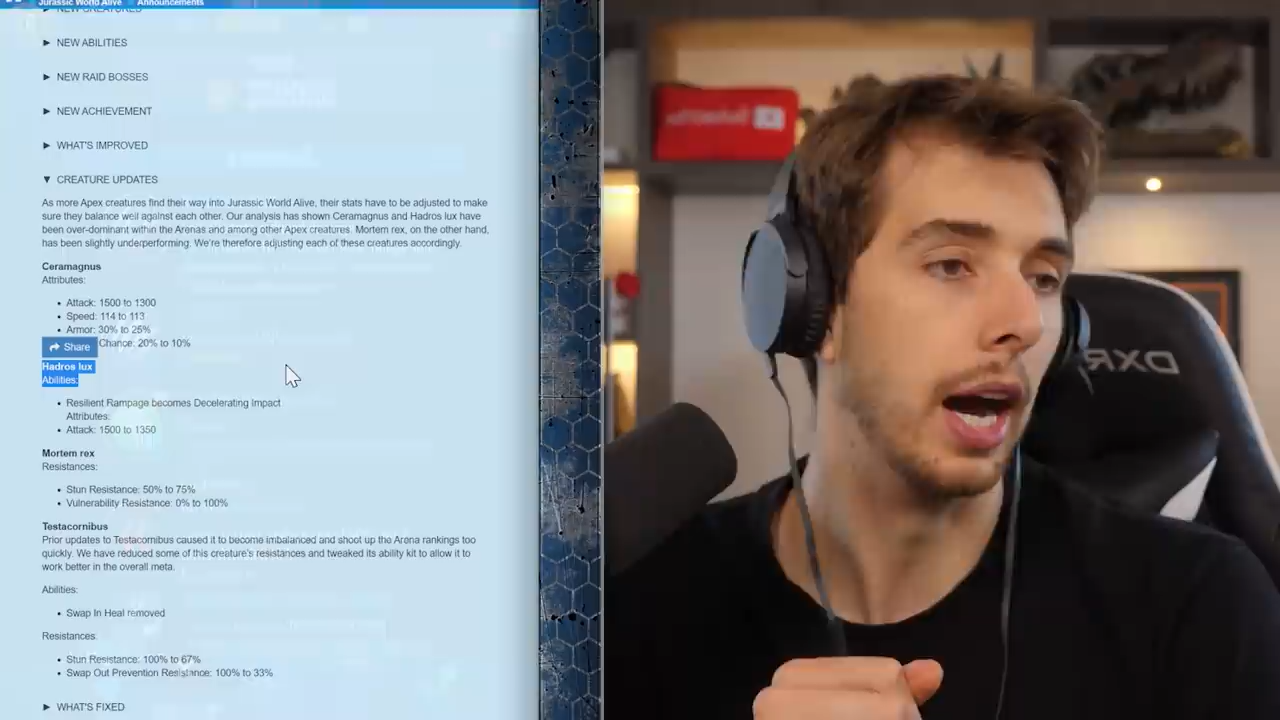 Jurassic World Alive Announcements
NEW CREATURES
NEW ABILITIES
NEW RAID BOSSES
NEW ACHIEVEMENT
WHAT'S IMPROVED
CREATURE UPDATES
As more Apex creatures find their way into Jurassic World Alive, their stats have to be adjusted to make
sure they balance well against each other. Our analysis has shown Ceramagnus and Hadros lux have
been over-dominant within the Arenas and among other Apex creatures. Mortem rex, on the other hand,
has been slightly underperforming. We're therefore adjusting each of these creatures accordingly.
Ceramagnus
Attributes:
• Attack: 1500 to 1300
• Speed: 114 to 113
• Armor: 30% to 25%
Share
Chance: 20% to 10%
Hadros lux
Abilities:
• Resilient Rampage becomes Decelerating Impact
Attributes:
• Attack: 1500 to 1350
Mortem rex
Resistances:
• Stun Resistance: 50% to 75%
• Vulnerability Resistance: 0% to 100%
Testacornibus
Prior updates to Testacornibus caused it to become imbalanced and shoot up the Arena rankings too
quickly. We have reduced some of this creature's resistances and tweaked its ability kit to allow it to
work better in the overall meta.
Abilities:
• Swap In Heal removed
Resistances:
• Stun Resistance: 100% to 67%
• Swap Out Prevention Resistance: 100% to 33%
WHAT'S FIXED
DXR